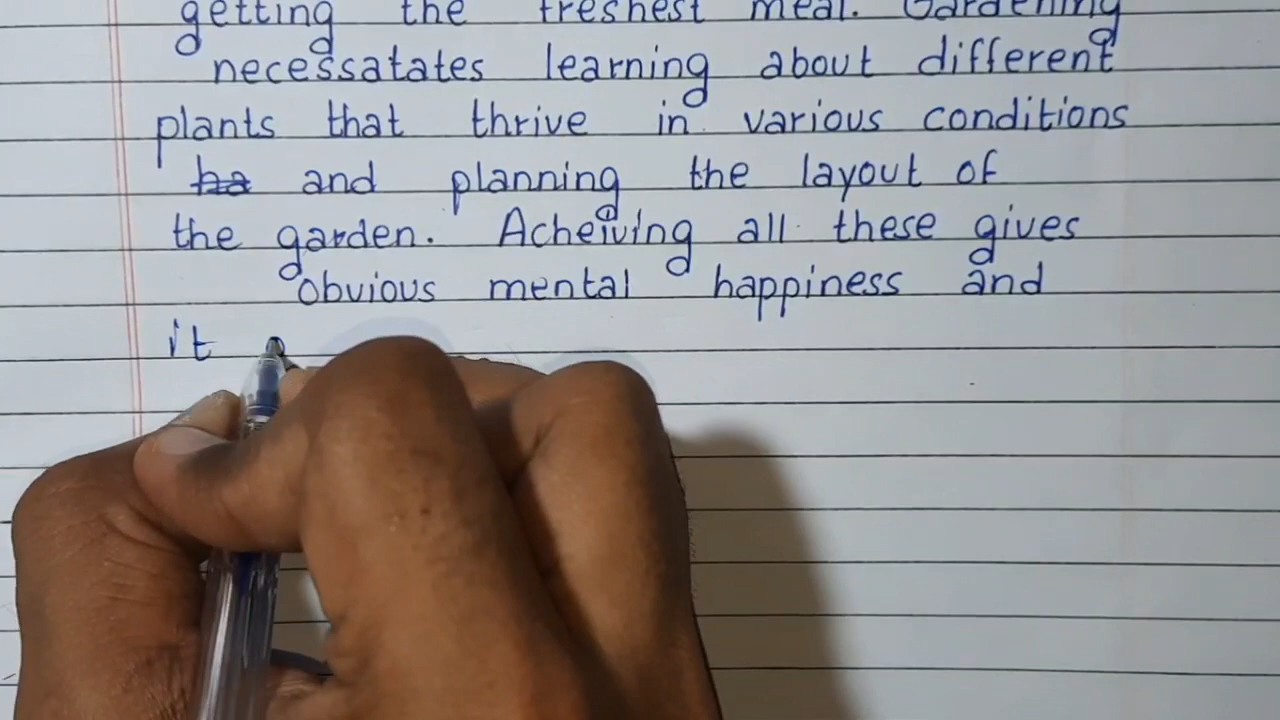 getting the freshest meal. Gardening
necessatates learning about different
plants that thrive in various conditions
ha and planning the layout of
the garden. Acheiving all these gives
obvious mental happiness and
it